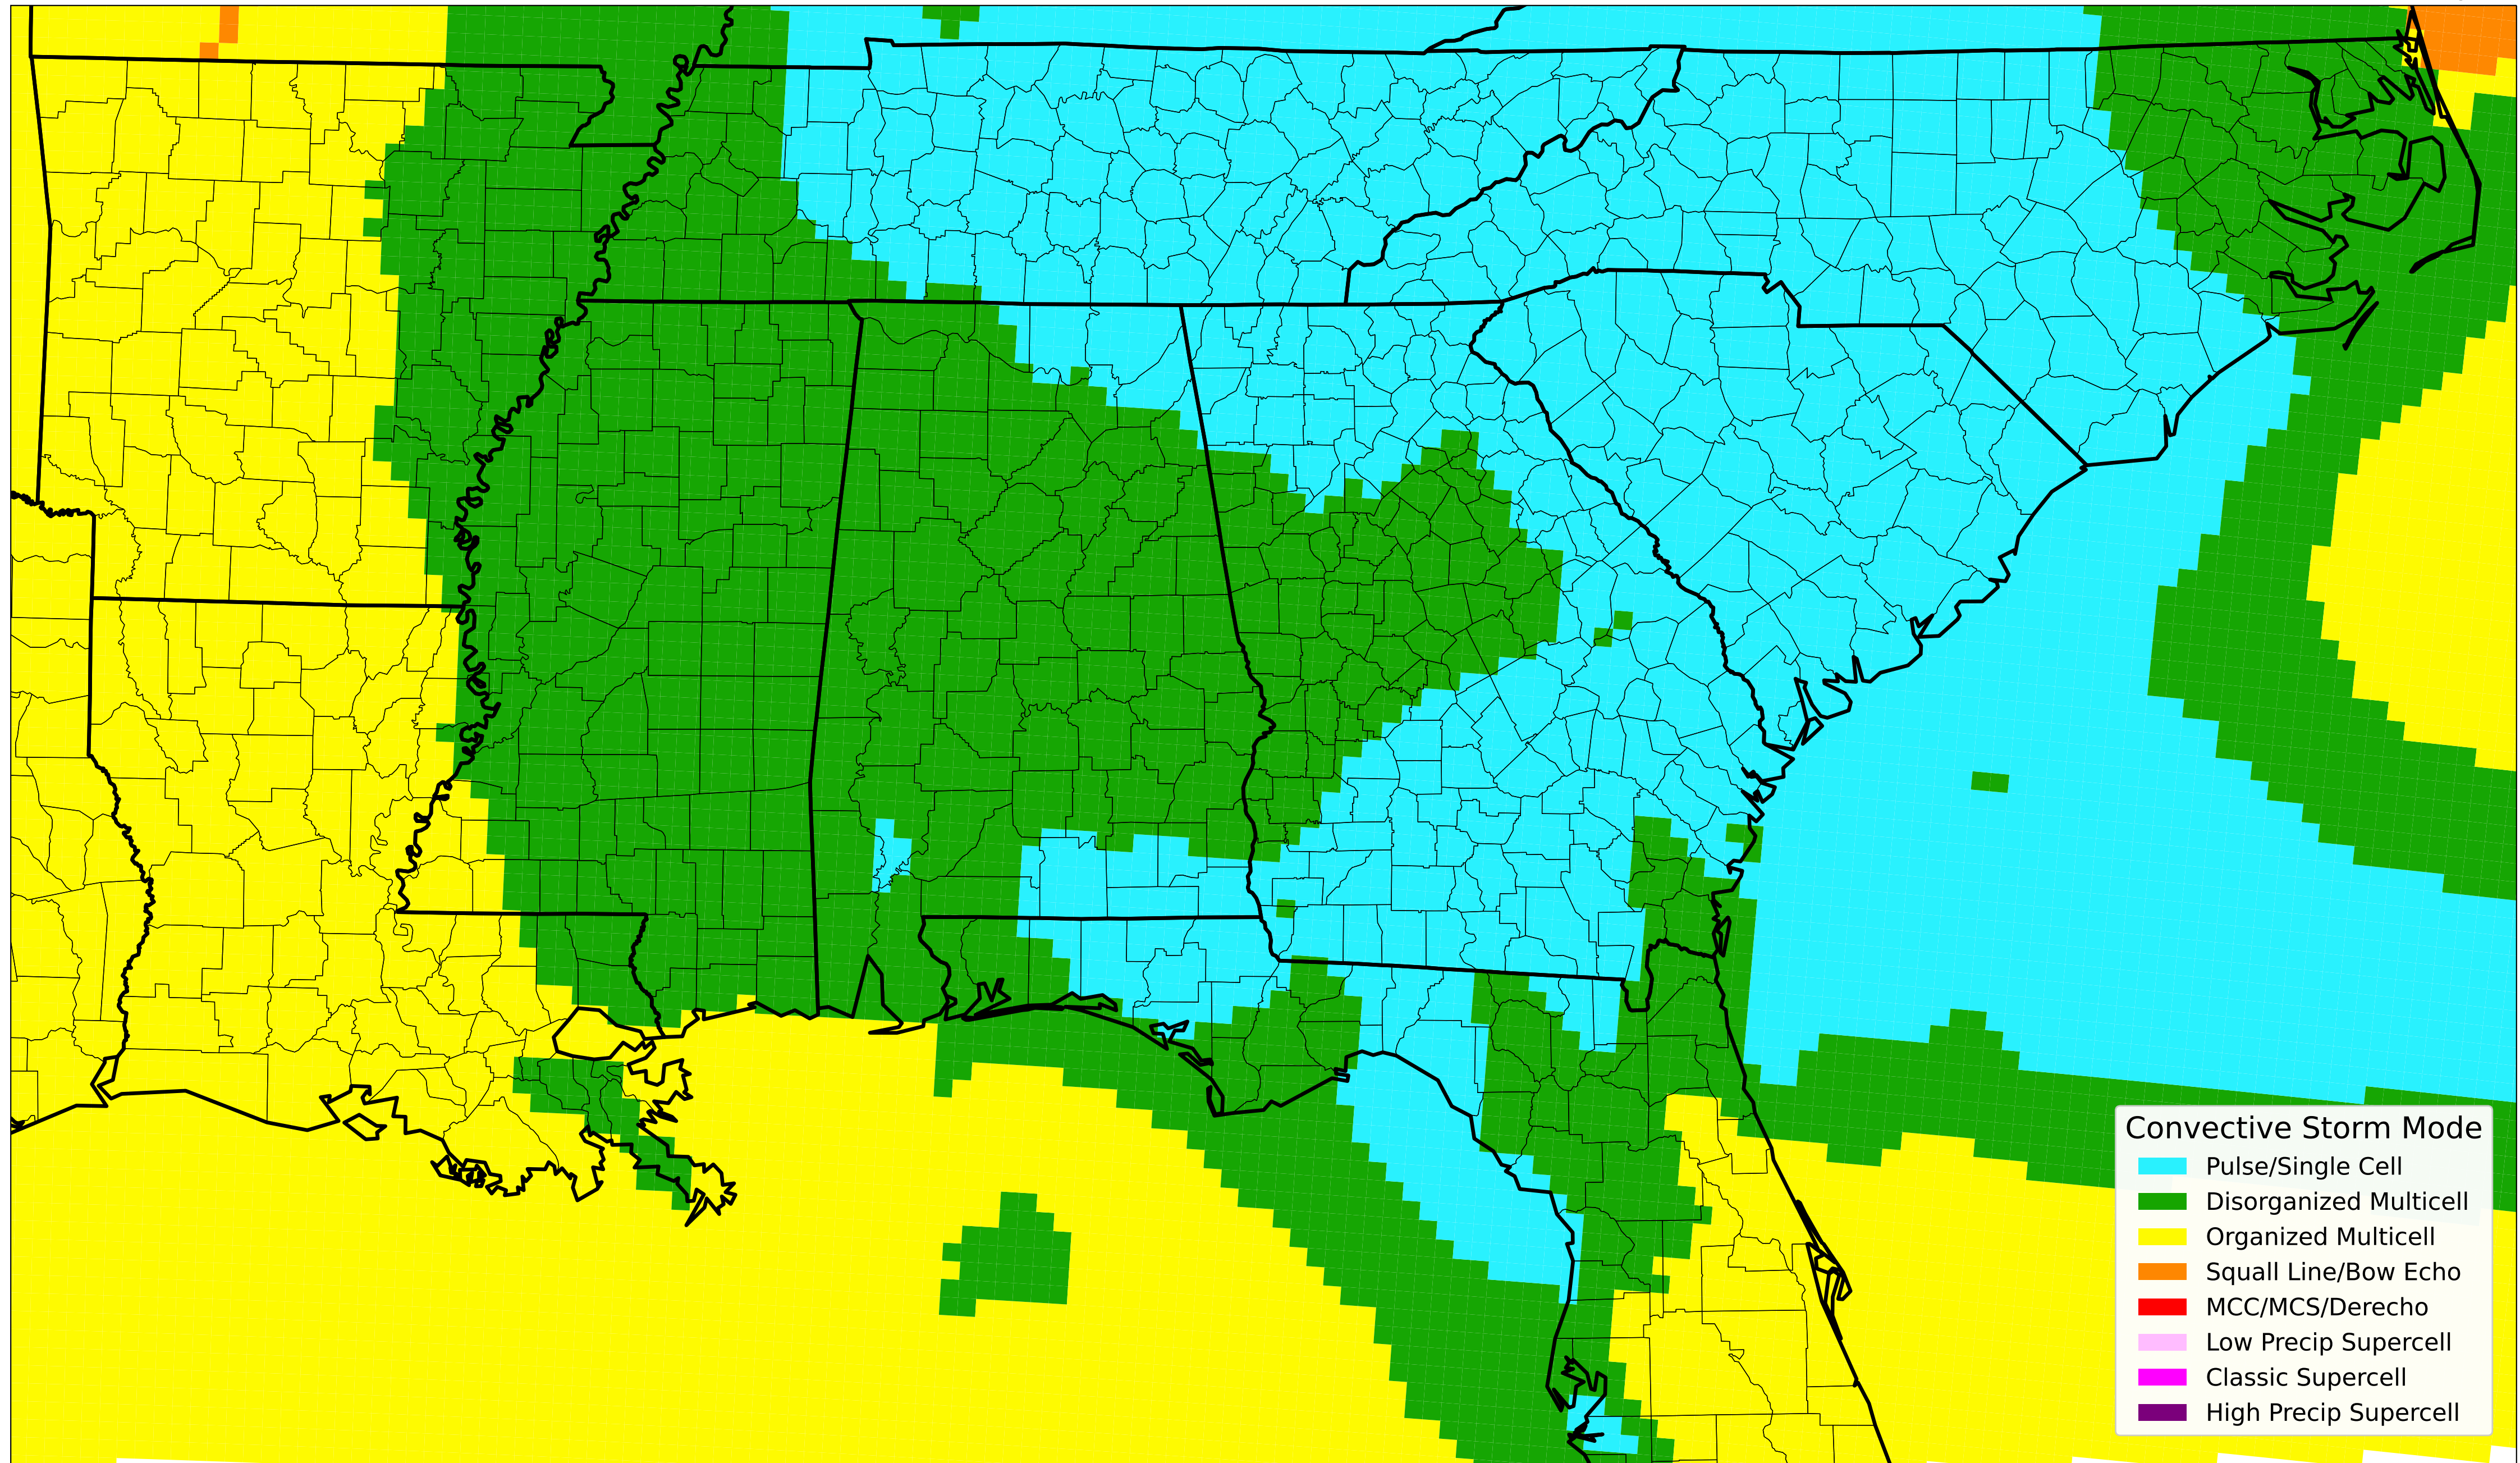 Convective Storm Mode
Pulse/Single Cell
Disorganized Multicell
Organized Multicell
Squall Line/Bow Echo
MCC/MCS/Derecho
Low Precip Supercell
Classic Supercell
High Precip Supercell